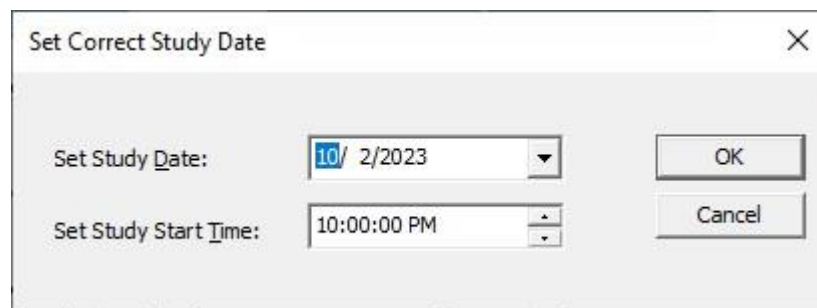 Set Correct Study Date
Set Study Date:
10/ 2/2023
OK
Set Study Start Time:
10:00:00 PM
Cancel